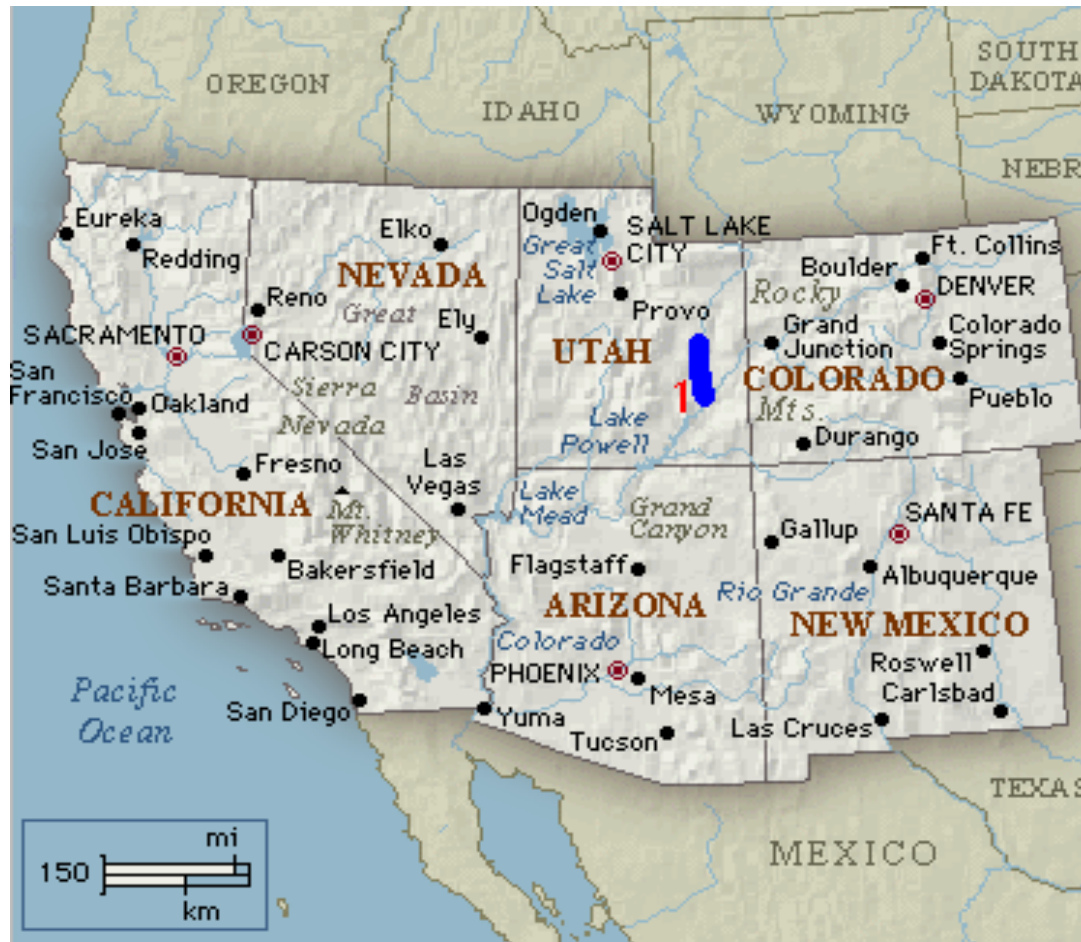 SOUTH
DAKOTA
OREGON
IDAHO
WYOMING
NEBR
Eureka
Redding
Elko
NEVADA
Ogden
SALT LAKE
CITY
Great
Salt
Lake
Provo
Ft. Collins
Boulder
DENVER
Rocky
Reno
Great
Ely
SACRAMENTO
CARSON CITY
UTAH
Grand
Junction
Colorado
Springs
COLORADO
San
Francisco
Oakland
San Jose
Sierra
Nevada
Basin
1
Mts.
Pueblo
Lake
Powell
Durango
Fresno
Las
Vegas
CALIFORNIA
Mt.
Whitney
Lake
Mead
Grand
Canyon
Gallup
SANTA FE
San Luis Obispo
Bakersfield
Flagstaff
Albuquerque
Santa Barbara
ARIZONA
Rio Grande
Los Angeles
Long Beach
Colorado
NEW MEXICO
PHOENIX
Mesa
Roswell
Carlsbad
Pacific
Ocean
San Diego
Yuma
Tucson
Las Cruces
TEXAS
MEXICO
mi
150
km